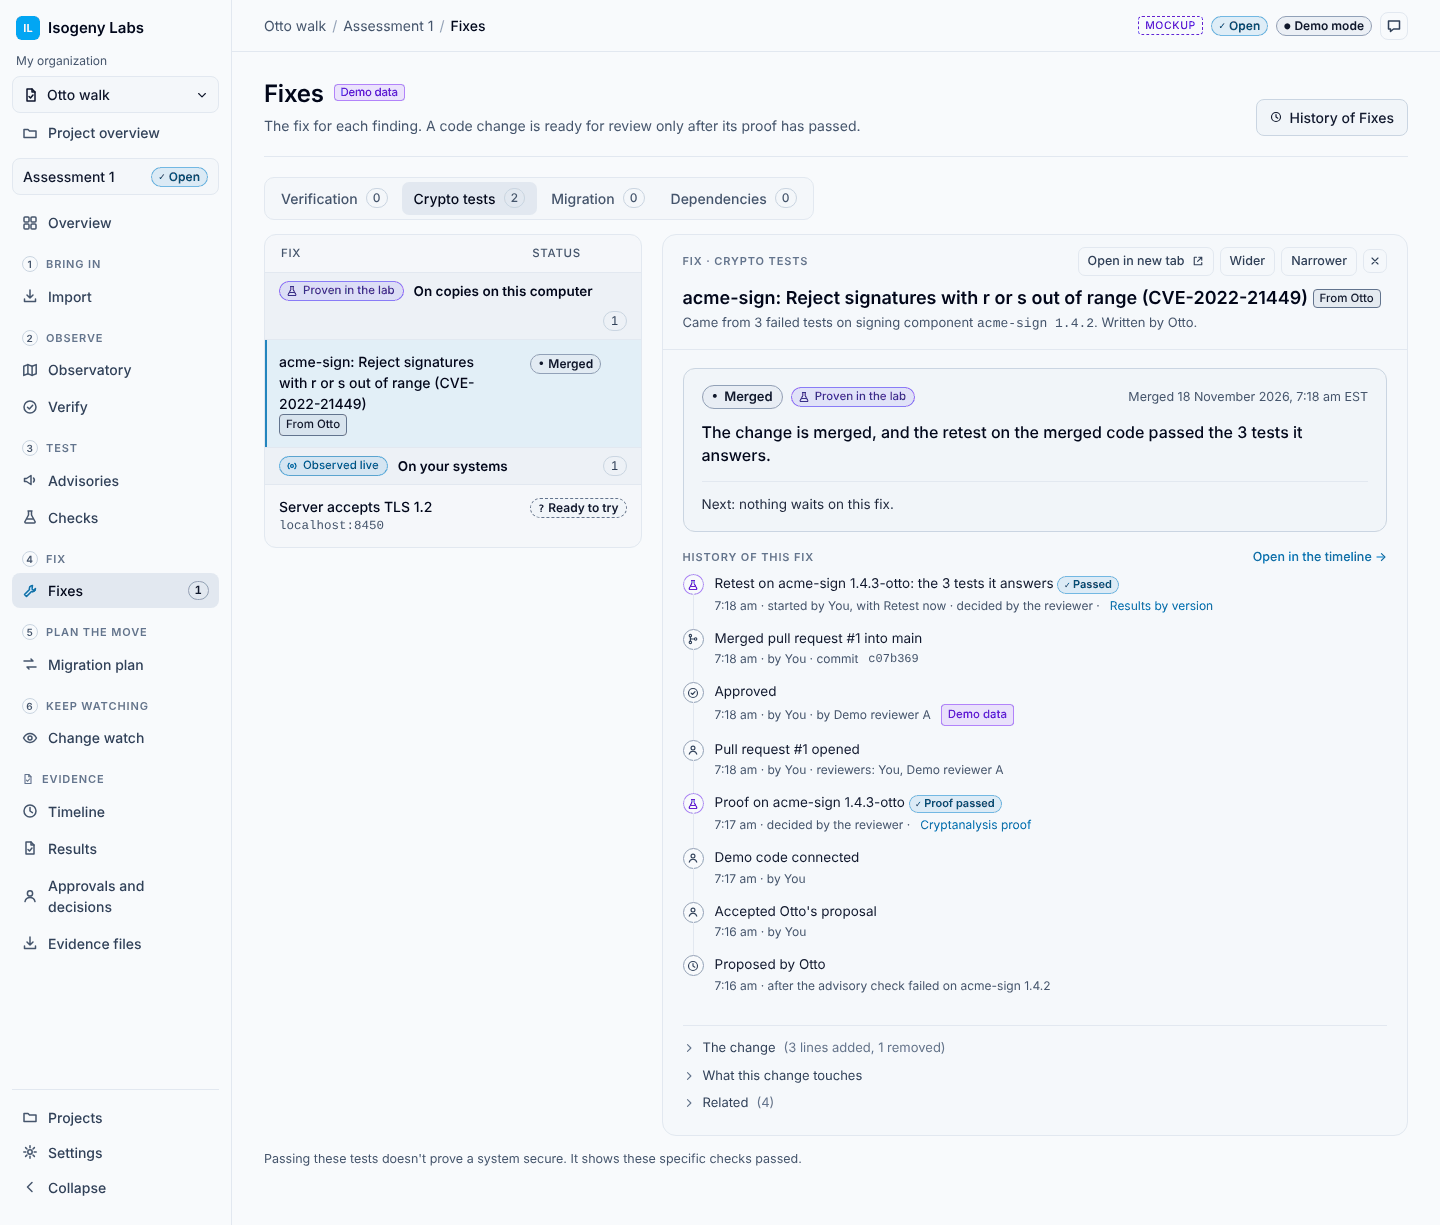 IL Isogeny Labs
My organization
Otto walk
Project overview
Assessment 1 ✓ Open
Overview
1 BRING IN
Import
2 OBSERVE
Observatory
Verify
3 TEST
Advisories
Checks
4 FIX
Fixes 1
5 PLAN THE MOVE
Migration plan
6 KEEP WATCHING
Change watch
EVIDENCE
Timeline
Results
Approvals and
decisions
Evidence files
Projects
Settings
Collapse
Otto walk / Assessment 1 / Fixes
MOCKUP ✓ Open • Demo mode
Fixes Demo data
The fix for each finding. A code change is ready for review only after its proof has passed.
History of Fixes
Verification 0 Crypto tests 2 Migration 0 Dependencies 0
FIX STATUS
Proven in the lab On copies on this computer
1
acme-sign: Reject signatures
with r or s out of range (CVE-
2022-21449)
From Otto
• Merged
Observed live On your systems 1
Server accepts TLS 1.2 ? Ready to try
localhost:8450
FIX · CRYPTO TESTS
Open in new tab Wider Narrower
acme-sign: Reject signatures with r or s out of range (CVE-2022-21449) From Otto
Came from 3 failed tests on signing component acme-sign 1.4.2. Written by Otto.
• Merged Proven in the lab Merged 18 November 2026, 7:18 am EST
The change is merged, and the retest on the merged code passed the 3 tests it
answers.
Next: nothing waits on this fix.
HISTORY OF THIS FIX Open in the timeline →
Retest on acme-sign 1.4.3-otto: the 3 tests it answers ✓ Passed
7:18 am · started by You, with Retest now · decided by the reviewer · Results by version
Merged pull request #1 into main
7:18 am · by You · commit c07b369
Approved
7:18 am · by You · by Demo reviewer A Demo data
Pull request #1 opened
7:18 am · by You · reviewers: You, Demo reviewer A
Proof on acme-sign 1.4.3-otto ✓ Proof passed
7:17 am · decided by the reviewer · Cryptanalysis proof
Demo code connected
7:17 am · by You
Accepted Otto's proposal
7:16 am · by You
Proposed by Otto
7:16 am · after the advisory check failed on acme-sign 1.4.2
The change (3 lines added, 1 removed)
What this change touches
Related (4)
Passing these tests doesn't prove a system secure. It shows these specific checks passed.